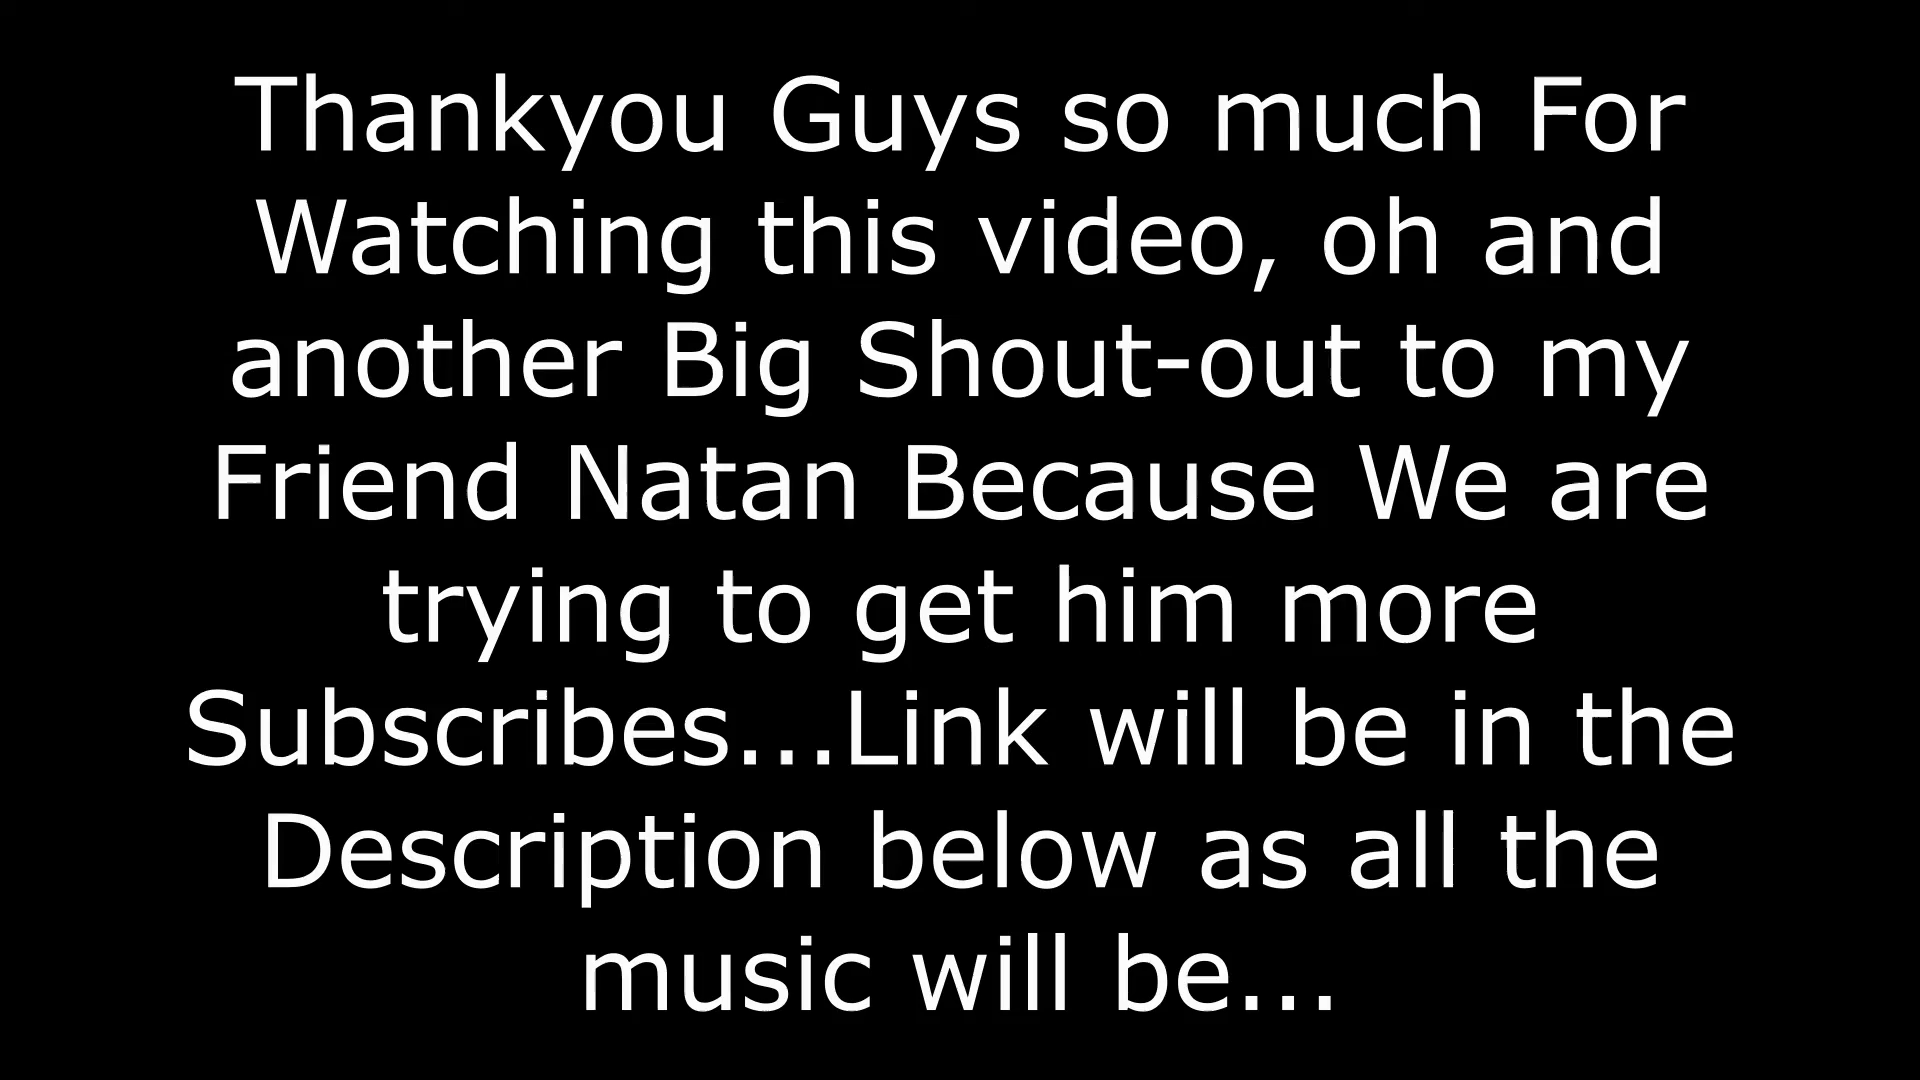 Thankyou Guys so much For
Watching this video, oh and
another Big Shout-out to my
Friend Natan Because We are
trying to get him more
Subscribes...Link will be in the
Description below as all the
music will be...